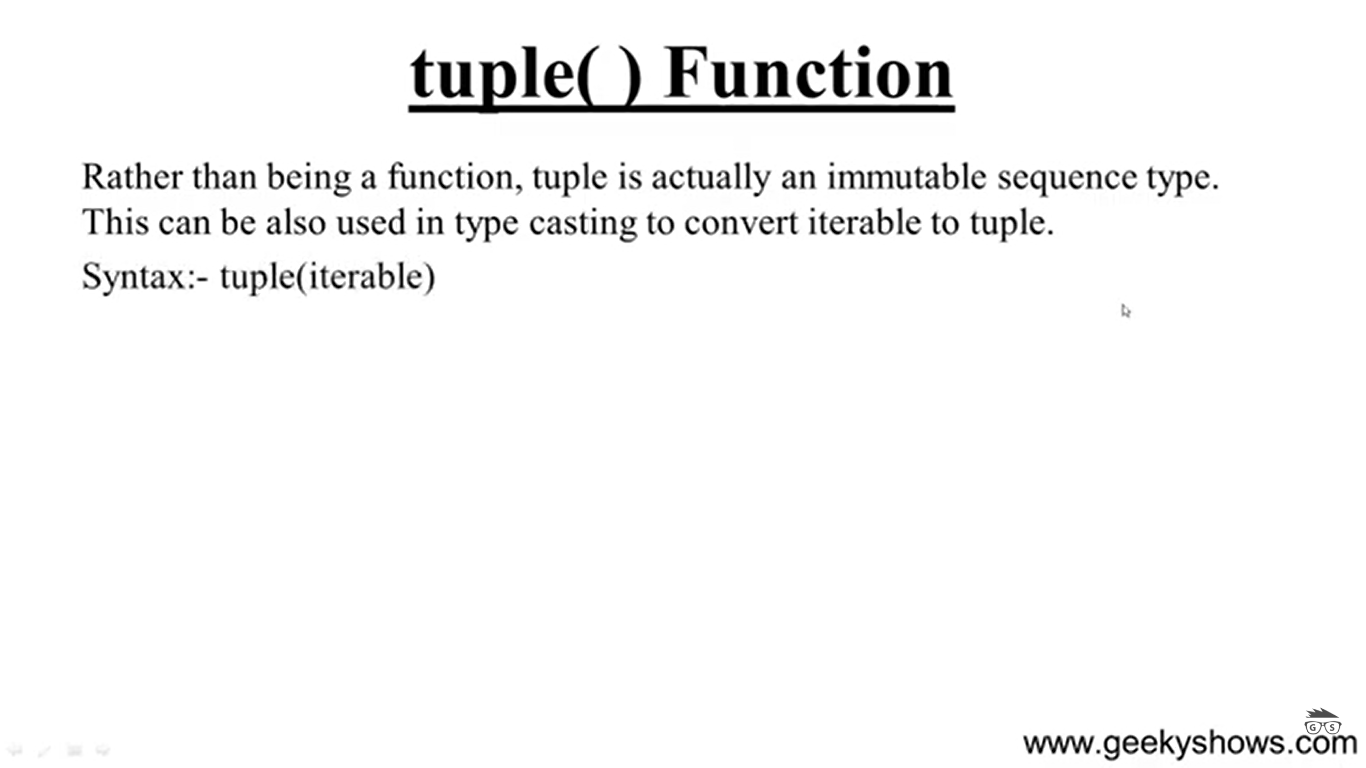 tuple( ) Function
Rather than being a function, tuple is actually an immutable sequence type.
This can be also used in type casting to convert iterable to tuple.
Syntax:- tuple(iterable)
G S
www.geekyshows.com